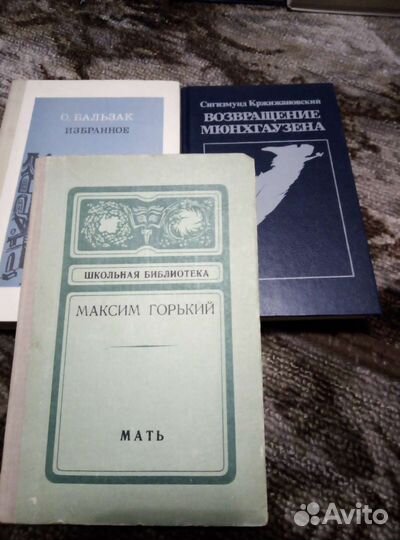 О. БАЛЬЗАК
ИЗБРАННОЕ
Сигизмунд Кржижановский
ВОЗВРАЩЕНИЕ
МЮНХГАУЗЕНА
ШКОЛЬНАЯ БИБЛИОТЕКА
МАКСИМ ГОРЬКИЙ
МАТЬ
Avito